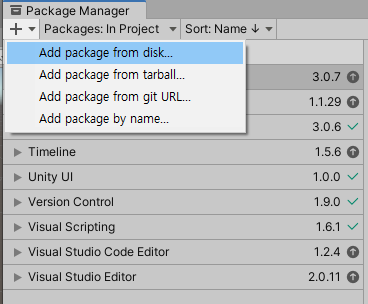 Package Manager
+ Packages: In Project Sort: Name ↓
Add package from disk...
Add package from tarball...
Add package from git URL...
Add package by name...
3.0.7
1.1.29
3.0.6
Timeline 1.5.6
Unity UI 1.0.0
Version Control 1.9.0
Visual Scripting 1.6.1
Visual Studio Code Editor 1.2.4
Visual Studio Editor 2.0.11